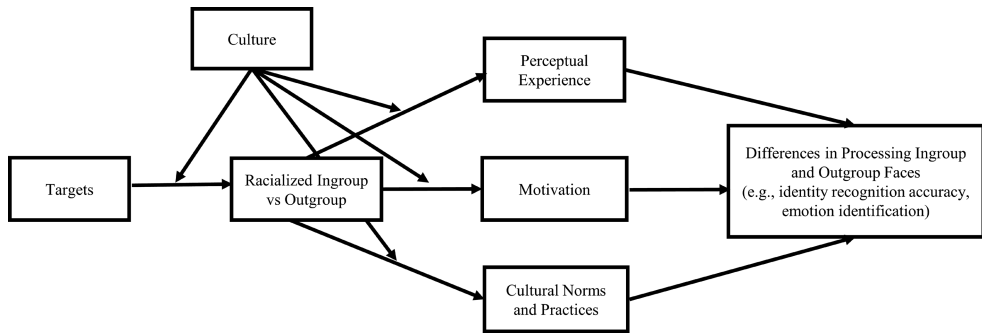 Culture
Perceptual
Experience
Targets
Racialized Ingroup
vs Outgroup
Motivation
Differences in Processing Ingroup
and Outgroup Faces
(e.g., identity recognition accuracy,
emotion identification)
Cultural Norms
and Practices